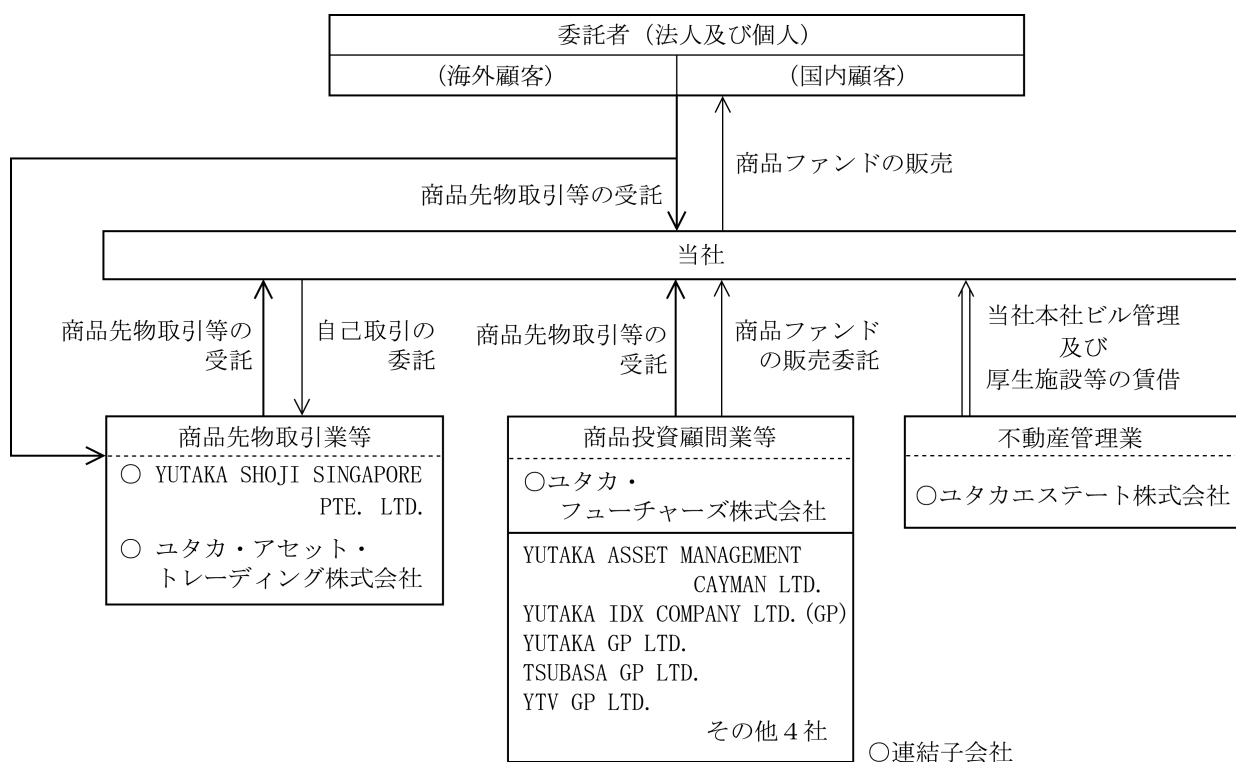 委託者（法人及び個人）
（海外顧客）
（国内顧客）
商品ファンドの販売
商品先物取引等の受託
当社
商品先物取引等の
受託
自己取引の
委託
商品先物取引等の
受託
商品ファンド
の販売委託
当社本社ビル管理
及び
厚生施設等の賃借
商品先物取引業等
○ YUTAKA SHOJI SINGAPORE
PTE. LTD.
○ ユタカ・アセット・
トレーディング株式会社
商品投資顧問業等
○ユタカ・
フューチャーズ株式会社
YUTAKA ASSET MANAGEMENT
CAYMAN LTD.
YUTAKA IDX COMPANY LTD.(GP)
YUTAKA GP LTD.
TSUBASA GP LTD.
YTV GP LTD.
その他４社
不動産管理業
○ユタカエステート株式会社
○連結子会社